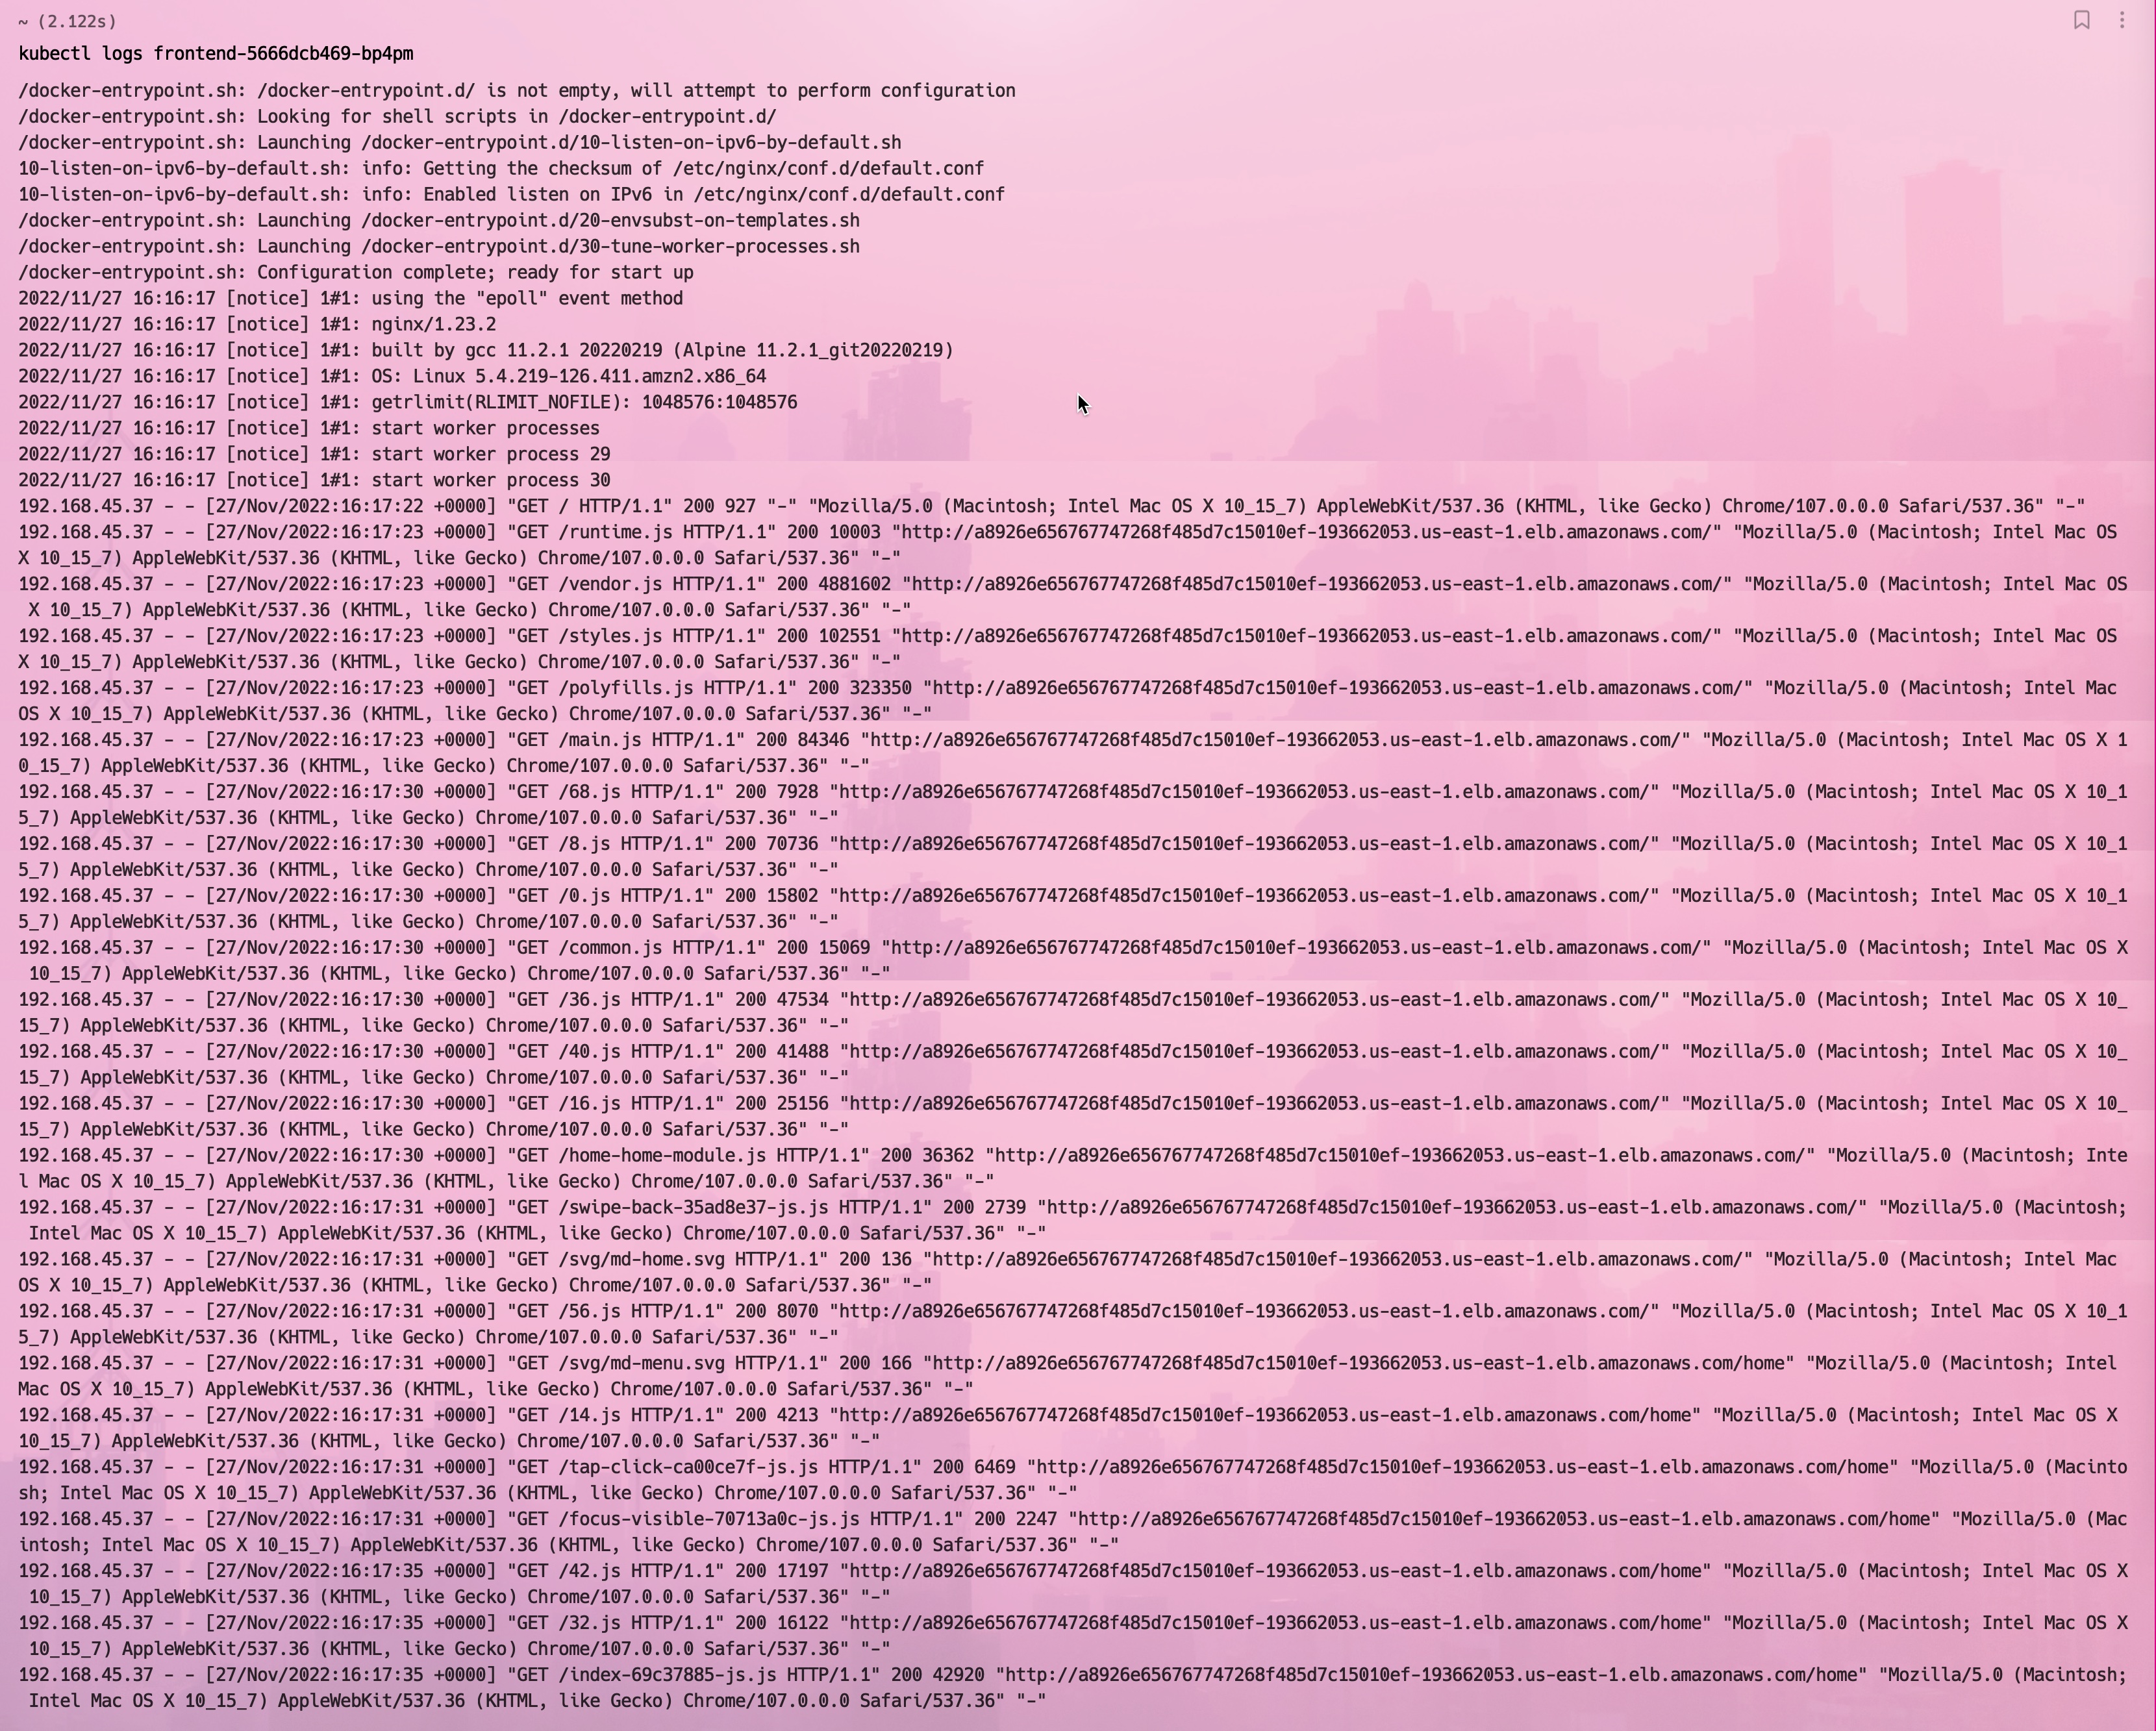 ~ (2.122s)
kubectl logs frontend-5666dcb469-bp4pm
/docker-entrypoint.sh: /docker-entrypoint.d/ is not empty, will attempt to perform configuration
/docker-entrypoint.sh: Looking for shell scripts in /docker-entrypoint.d/
/docker-entrypoint.sh: Launching /docker-entrypoint.d/10-listen-on-ipv6-by-default.sh
10-listen-on-ipv6-by-default.sh: info: Getting the checksum of /etc/nginx/conf.d/default.conf
10-listen-on-ipv6-by-default.sh: info: Enabled listen on IPv6 in /etc/nginx/conf.d/default.conf
/docker-entrypoint.sh: Launching /docker-entrypoint.d/20-envsubst-on-templates.sh
/docker-entrypoint.sh: Launching /docker-entrypoint.d/30-tune-worker-processes.sh
/docker-entrypoint.sh: Configuration complete; ready for start up
2022/11/27 16:16:17 [notice] 1#1: using the "epoll" event method
2022/11/27 16:16:17 [notice] 1#1: nginx/1.23.2
2022/11/27 16:16:17 [notice] 1#1: built by gcc 11.2.1 20220219 (Alpine 11.2.1_git20220219)
2022/11/27 16:16:17 [notice] 1#1: OS: Linux 5.4.219-126.411.amzn2.x86_64
2022/11/27 16:16:17 [notice] 1#1: getrlimit(RLIMIT_NOFILE): 1048576:1048576
2022/11/27 16:16:17 [notice] 1#1: start worker processes
2022/11/27 16:16:17 [notice] 1#1: start worker process 29
2022/11/27 16:16:17 [notice] 1#1: start worker process 30
192.168.45.37 - - [27/Nov/2022:16:17:22 +0000] "GET / HTTP/1.1" 200 927 "-" "Mozilla/5.0 (Macintosh; Intel Mac OS X 10_15_7) AppleWebKit/537.36 (KHTML, like Gecko) Chrome/107.0.0.0 Safari/537.36" "-"
192.168.45.37 - - [27/Nov/2022:16:17:23 +0000] "GET /runtime.js HTTP/1.1" 200 10003 "http://a8926e656767747268f485d7c15010ef-193662053.us-east-1.elb.amazonaws.com/" "Mozilla/5.0 (Macintosh; Intel Mac OS
X 10_15_7) AppleWebKit/537.36 (KHTML, like Gecko) Chrome/107.0.0.0 Safari/537.36" "-"
192.168.45.37 - - [27/Nov/2022:16:17:23 +0000] "GET /vendor.js HTTP/1.1" 200 4881602 "http://a8926e656767747268f485d7c15010ef-193662053.us-east-1.elb.amazonaws.com/" "Mozilla/5.0 (Macintosh; Intel Mac OS
 X 10_15_7) AppleWebKit/537.36 (KHTML, like Gecko) Chrome/107.0.0.0 Safari/537.36" "-"
192.168.45.37 - - [27/Nov/2022:16:17:23 +0000] "GET /styles.js HTTP/1.1" 200 102551 "http://a8926e656767747268f485d7c15010ef-193662053.us-east-1.elb.amazonaws.com/" "Mozilla/5.0 (Macintosh; Intel Mac OS
X 10_15_7) AppleWebKit/537.36 (KHTML, like Gecko) Chrome/107.0.0.0 Safari/537.36" "-"
192.168.45.37 - - [27/Nov/2022:16:17:23 +0000] "GET /polyfills.js HTTP/1.1" 200 323350 "http://a8926e656767747268f485d7c15010ef-193662053.us-east-1.elb.amazonaws.com/" "Mozilla/5.0 (Macintosh; Intel Mac
OS X 10_15_7) AppleWebKit/537.36 (KHTML, like Gecko) Chrome/107.0.0.0 Safari/537.36" "-"
192.168.45.37 - - [27/Nov/2022:16:17:23 +0000] "GET /main.js HTTP/1.1" 200 84346 "http://a8926e656767747268f485d7c15010ef-193662053.us-east-1.elb.amazonaws.com/" "Mozilla/5.0 (Macintosh; Intel Mac OS X 1
0_15_7) AppleWebKit/537.36 (KHTML, like Gecko) Chrome/107.0.0.0 Safari/537.36" "-"
192.168.45.37 - - [27/Nov/2022:16:17:30 +0000] "GET /68.js HTTP/1.1" 200 7928 "http://a8926e656767747268f485d7c15010ef-193662053.us-east-1.elb.amazonaws.com/" "Mozilla/5.0 (Macintosh; Intel Mac OS X 10_1
5_7) AppleWebKit/537.36 (KHTML, like Gecko) Chrome/107.0.0.0 Safari/537.36" "-"
192.168.45.37 - - [27/Nov/2022:16:17:30 +0000] "GET /8.js HTTP/1.1" 200 70736 "http://a8926e656767747268f485d7c15010ef-193662053.us-east-1.elb.amazonaws.com/" "Mozilla/5.0 (Macintosh; Intel Mac OS X 10_1
5_7) AppleWebKit/537.36 (KHTML, like Gecko) Chrome/107.0.0.0 Safari/537.36" "-"
192.168.45.37 - - [27/Nov/2022:16:17:30 +0000] "GET /0.js HTTP/1.1" 200 15802 "http://a8926e656767747268f485d7c15010ef-193662053.us-east-1.elb.amazonaws.com/" "Mozilla/5.0 (Macintosh; Intel Mac OS X 10_1
5_7) AppleWebKit/537.36 (KHTML, like Gecko) Chrome/107.0.0.0 Safari/537.36" "-"
192.168.45.37 - - [27/Nov/2022:16:17:30 +0000] "GET /common.js HTTP/1.1" 200 15069 "http://a8926e656767747268f485d7c15010ef-193662053.us-east-1.elb.amazonaws.com/" "Mozilla/5.0 (Macintosh; Intel Mac OS X
 10_15_7) AppleWebKit/537.36 (KHTML, like Gecko) Chrome/107.0.0.0 Safari/537.36" "-"
192.168.45.37 - - [27/Nov/2022:16:17:30 +0000] "GET /36.js HTTP/1.1" 200 47534 "http://a8926e656767747268f485d7c15010ef-193662053.us-east-1.elb.amazonaws.com/" "Mozilla/5.0 (Macintosh; Intel Mac OS X 10_
15_7) AppleWebKit/537.36 (KHTML, like Gecko) Chrome/107.0.0.0 Safari/537.36" "-"
192.168.45.37 - - [27/Nov/2022:16:17:30 +0000] "GET /40.js HTTP/1.1" 200 41488 "http://a8926e656767747268f485d7c15010ef-193662053.us-east-1.elb.amazonaws.com/" "Mozilla/5.0 (Macintosh; Intel Mac OS X 10_
15_7) AppleWebKit/537.36 (KHTML, like Gecko) Chrome/107.0.0.0 Safari/537.36" "-"
192.168.45.37 - - [27/Nov/2022:16:17:30 +0000] "GET /16.js HTTP/1.1" 200 25156 "http://a8926e656767747268f485d7c15010ef-193662053.us-east-1.elb.amazonaws.com/" "Mozilla/5.0 (Macintosh; Intel Mac OS X 10_
15_7) AppleWebKit/537.36 (KHTML, like Gecko) Chrome/107.0.0.0 Safari/537.36" "-"
192.168.45.37 - - [27/Nov/2022:16:17:30 +0000] "GET /home-home-module.js HTTP/1.1" 200 36362 "http://a8926e656767747268f485d7c15010ef-193662053.us-east-1.elb.amazonaws.com/" "Mozilla/5.0 (Macintosh; Inte
l Mac OS X 10_15_7) AppleWebKit/537.36 (KHTML, like Gecko) Chrome/107.0.0.0 Safari/537.36" "-"
192.168.45.37 - - [27/Nov/2022:16:17:31 +0000] "GET /swipe-back-35ad8e37-js.js HTTP/1.1" 200 2739 "http://a8926e656767747268f485d7c15010ef-193662053.us-east-1.elb.amazonaws.com/" "Mozilla/5.0 (Macintosh;
 Intel Mac OS X 10_15_7) AppleWebKit/537.36 (KHTML, like Gecko) Chrome/107.0.0.0 Safari/537.36" "-"
192.168.45.37 - - [27/Nov/2022:16:17:31 +0000] "GET /svg/md-home.svg HTTP/1.1" 200 136 "http://a8926e656767747268f485d7c15010ef-193662053.us-east-1.elb.amazonaws.com/" "Mozilla/5.0 (Macintosh; Intel Mac
OS X 10_15_7) AppleWebKit/537.36 (KHTML, like Gecko) Chrome/107.0.0.0 Safari/537.36" "-"
192.168.45.37 - - [27/Nov/2022:16:17:31 +0000] "GET /56.js HTTP/1.1" 200 8070 "http://a8926e656767747268f485d7c15010ef-193662053.us-east-1.elb.amazonaws.com/" "Mozilla/5.0 (Macintosh; Intel Mac OS X 10_1
5_7) AppleWebKit/537.36 (KHTML, like Gecko) Chrome/107.0.0.0 Safari/537.36" "-"
192.168.45.37 - - [27/Nov/2022:16:17:31 +0000] "GET /svg/md-menu.svg HTTP/1.1" 200 166 "http://a8926e656767747268f485d7c15010ef-193662053.us-east-1.elb.amazonaws.com/home" "Mozilla/5.0 (Macintosh; Intel
Mac OS X 10_15_7) AppleWebKit/537.36 (KHTML, like Gecko) Chrome/107.0.0.0 Safari/537.36" "-"
192.168.45.37 - - [27/Nov/2022:16:17:31 +0000] "GET /14.js HTTP/1.1" 200 4213 "http://a8926e656767747268f485d7c15010ef-193662053.us-east-1.elb.amazonaws.com/home" "Mozilla/5.0 (Macintosh; Intel Mac OS X
10_15_7) AppleWebKit/537.36 (KHTML, like Gecko) Chrome/107.0.0.0 Safari/537.36" "-"
192.168.45.37 - - [27/Nov/2022:16:17:31 +0000] "GET /tap-click-ca00ce7f-js.js HTTP/1.1" 200 6469 "http://a8926e656767747268f485d7c15010ef-193662053.us-east-1.elb.amazonaws.com/home" "Mozilla/5.0 (Macinto
sh; Intel Mac OS X 10_15_7) AppleWebKit/537.36 (KHTML, like Gecko) Chrome/107.0.0.0 Safari/537.36" "-"
192.168.45.37 - - [27/Nov/2022:16:17:31 +0000] "GET /focus-visible-70713a0c-js.js HTTP/1.1" 200 2247 "http://a8926e656767747268f485d7c15010ef-193662053.us-east-1.elb.amazonaws.com/home" "Mozilla/5.0 (Mac
intosh; Intel Mac OS X 10_15_7) AppleWebKit/537.36 (KHTML, like Gecko) Chrome/107.0.0.0 Safari/537.36" "-"
192.168.45.37 - - [27/Nov/2022:16:17:35 +0000] "GET /42.js HTTP/1.1" 200 17197 "http://a8926e656767747268f485d7c15010ef-193662053.us-east-1.elb.amazonaws.com/home" "Mozilla/5.0 (Macintosh; Intel Mac OS X
 10_15_7) AppleWebKit/537.36 (KHTML, like Gecko) Chrome/107.0.0.0 Safari/537.36" "-"
192.168.45.37 - - [27/Nov/2022:16:17:35 +0000] "GET /32.js HTTP/1.1" 200 16122 "http://a8926e656767747268f485d7c15010ef-193662053.us-east-1.elb.amazonaws.com/home" "Mozilla/5.0 (Macintosh; Intel Mac OS X
 10_15_7) AppleWebKit/537.36 (KHTML, like Gecko) Chrome/107.0.0.0 Safari/537.36" "-"
192.168.45.37 - - [27/Nov/2022:16:17:35 +0000] "GET /index-69c37885-js.js HTTP/1.1" 200 42920 "http://a8926e656767747268f485d7c15010ef-193662053.us-east-1.elb.amazonaws.com/home" "Mozilla/5.0 (Macintosh;
 Intel Mac OS X 10_15_7) AppleWebKit/537.36 (KHTML, like Gecko) Chrome/107.0.0.0 Safari/537.36" "-"